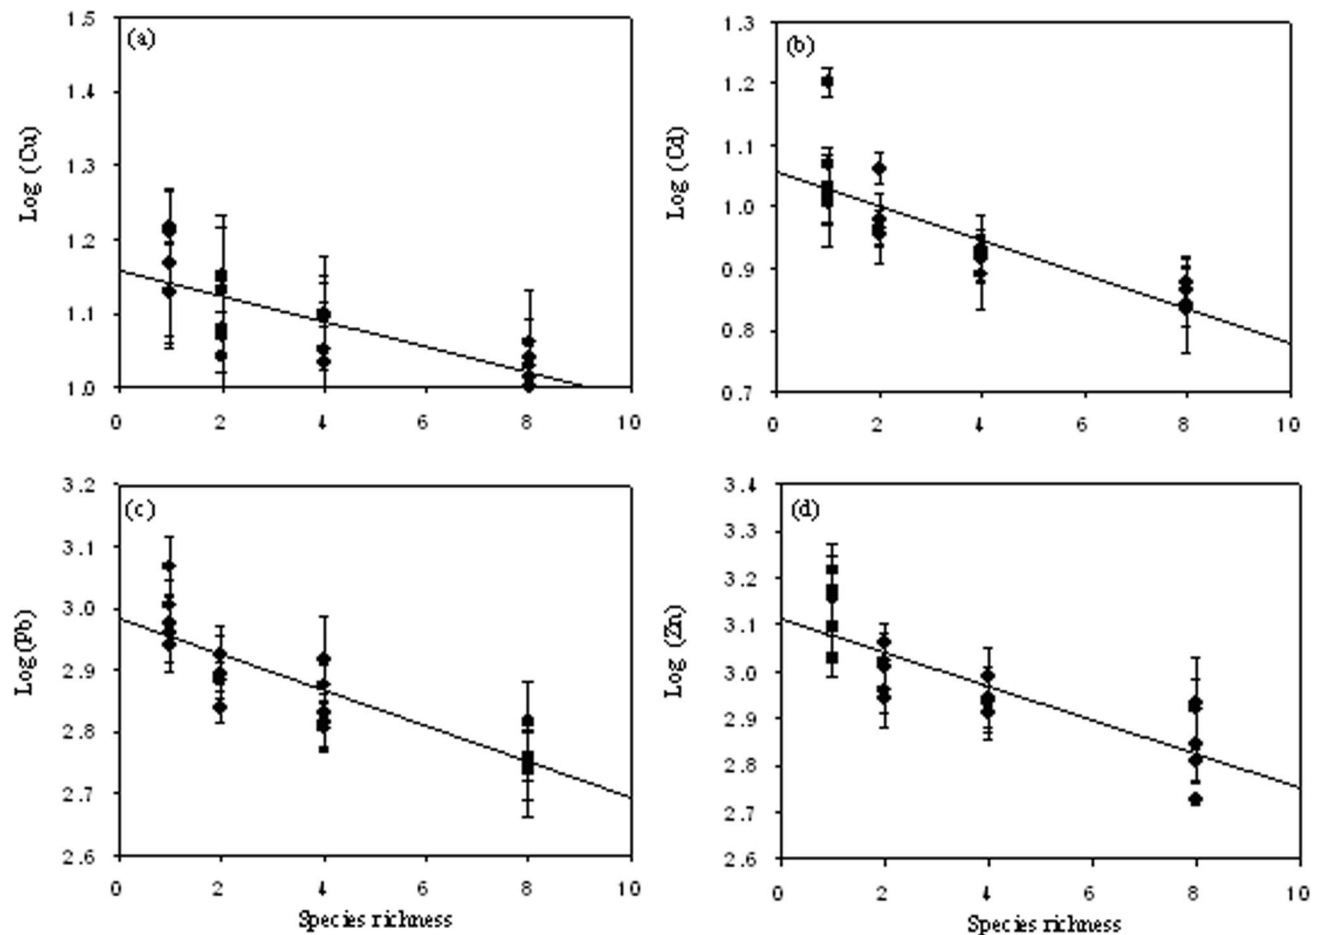 (a)
Log (Cu)
1.5
1.4
1.3
1.2
1.1
1.0
0 2 4 6 8 10
(b)
Log (Cd)
1.3
1.2
1.1
1.0
0.9
0.8
0.7
0 2 4 6 8 10
(c)
Log (Pb)
3.2
3.1
3.0
2.9
2.8
2.7
2.6
0 2 4 6 8 10
Species richness
(d)
Log (Zn)
3.4
3.3
3.2
3.1
3.0
2.9
2.8
2.7
2.6
0 2 4 6 8 10
Species richness